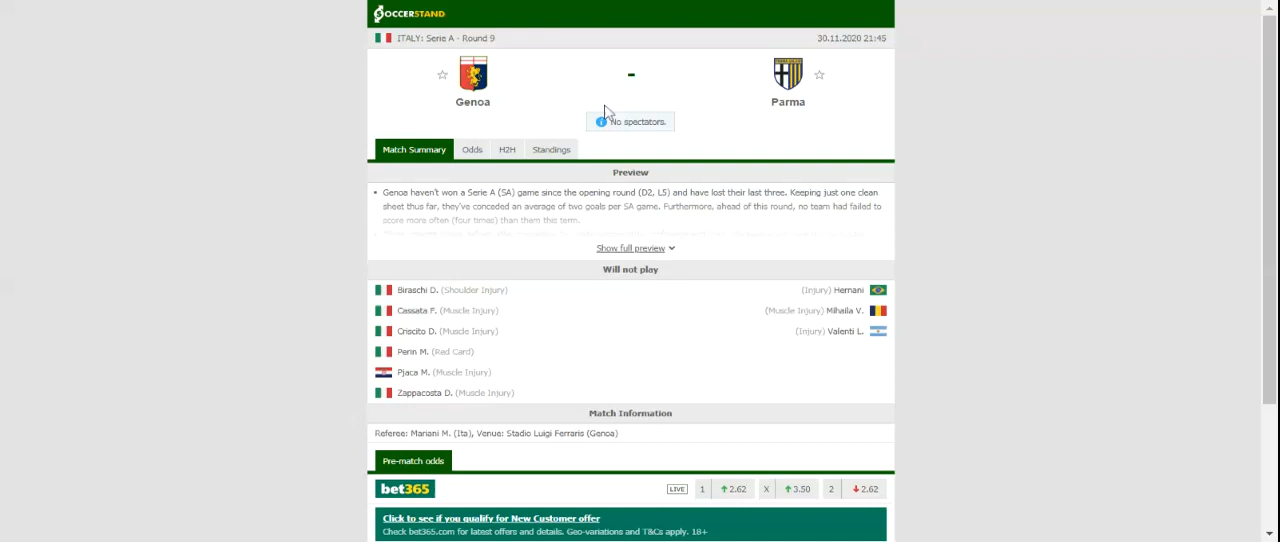 SOCCERSTAND
ITALY: Serie A - Round 9 30.11.2020 21:45
-
Genoa Parma
No spectators.
Match Summary Odds H2H Standings
Preview
• Genoa haven't won a Serie A (SA) game since the opening round (D2, L5) and have lost their last three. Keeping just one clean
sheet thus far, they've conceded an average of two goals per SA game. Furthermore, ahead of this round, no team had failed to
score more often (four times) than them this term.
Show full preview
Will not play
Biraschi D. (Shoulder Injury) (Injury) Hernani
Cassata F. (Muscle Injury) (Muscle Injury) Mihaila V.
Criscito D. (Muscle Injury) (Injury) Valenti L.
Perin M. (Red Card)
Pjaca M. (Muscle Injury)
Zappacosta D. (Muscle Injury)
Match Information
Referee: Mariani M. (Ita), Venue: Stadio Luigi Ferraris (Genoa)
Pre-match odds
bet365 LIVE 1 2.62 X 3.50 2 2.62
Click to see if you qualify for New Customer offer
Check bet365.com for latest offers and details. Geo-variations and T&Cs apply. 18+